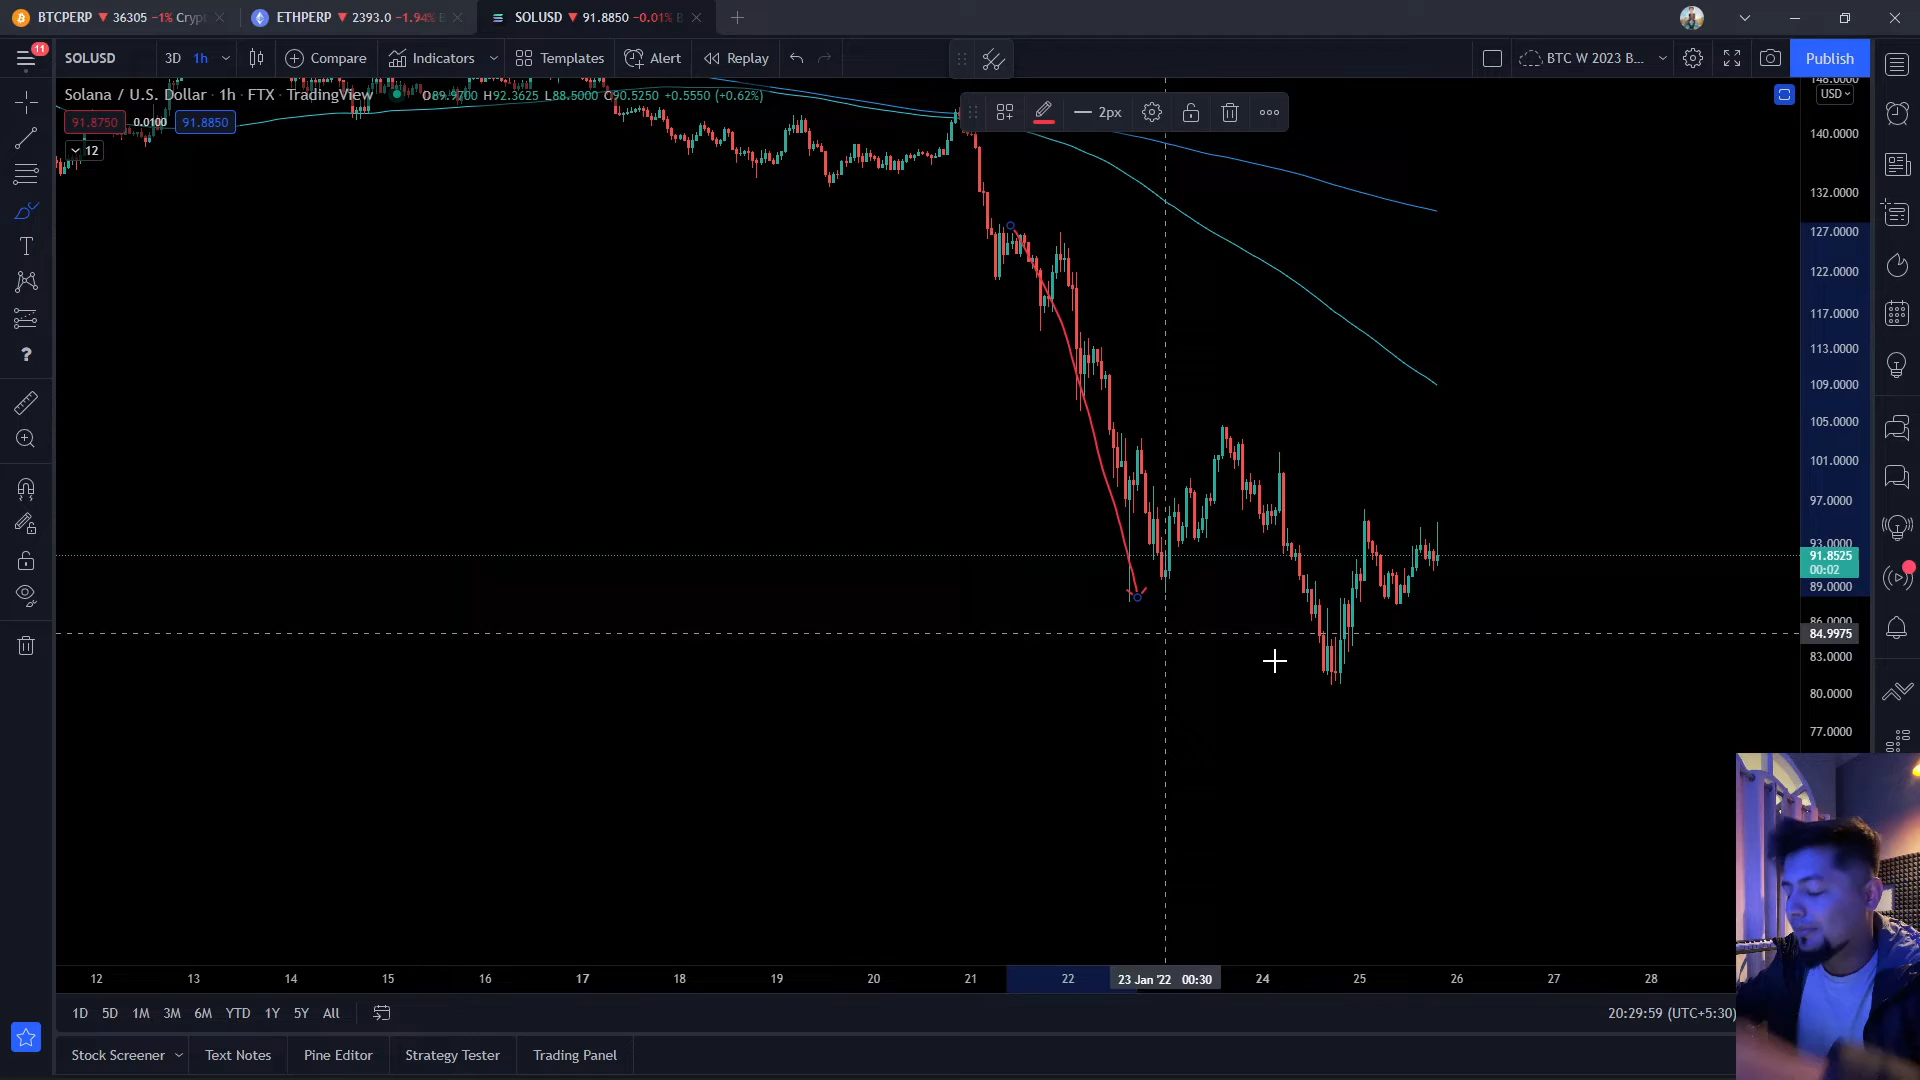 BTCPERP ▼ 36305 −1% Cryp
ETHPERP ▼ 2393.0 −1.94% B
SOLUSD ▼ 91.8850 −0.01% B
11
SOLUSD
3D 1h
Compare
Indicators
Templates
Alert
Replay
BTC W 2023 B...
Publish
Solana / U.S. Dollar · 1h · FTX · TradingView
O89.9700 H92.3625 L88.5000 C90.5250 +0.5550 (+0.62%)
91.8750 0.0100 91.8850
12
2px
USD
148.0000
140.0000
132.0000
127.0000
122.0000
117.0000
113.0000
109.0000
105.0000
101.0000
97.0000
93.0000
91.8525
00:02
89.0000
86.0000
84.9975
83.0000
80.0000
77.0000
12 13 14 15 16 17 18 19 20 21 22 23 Jan '22 00:30 24 25 26 27 28
1D 5D 1M 3M 6M YTD 1Y 5Y All
20:29:59 (UTC+5:30)
Stock Screener Text Notes Pine Editor Strategy Tester Trading Panel